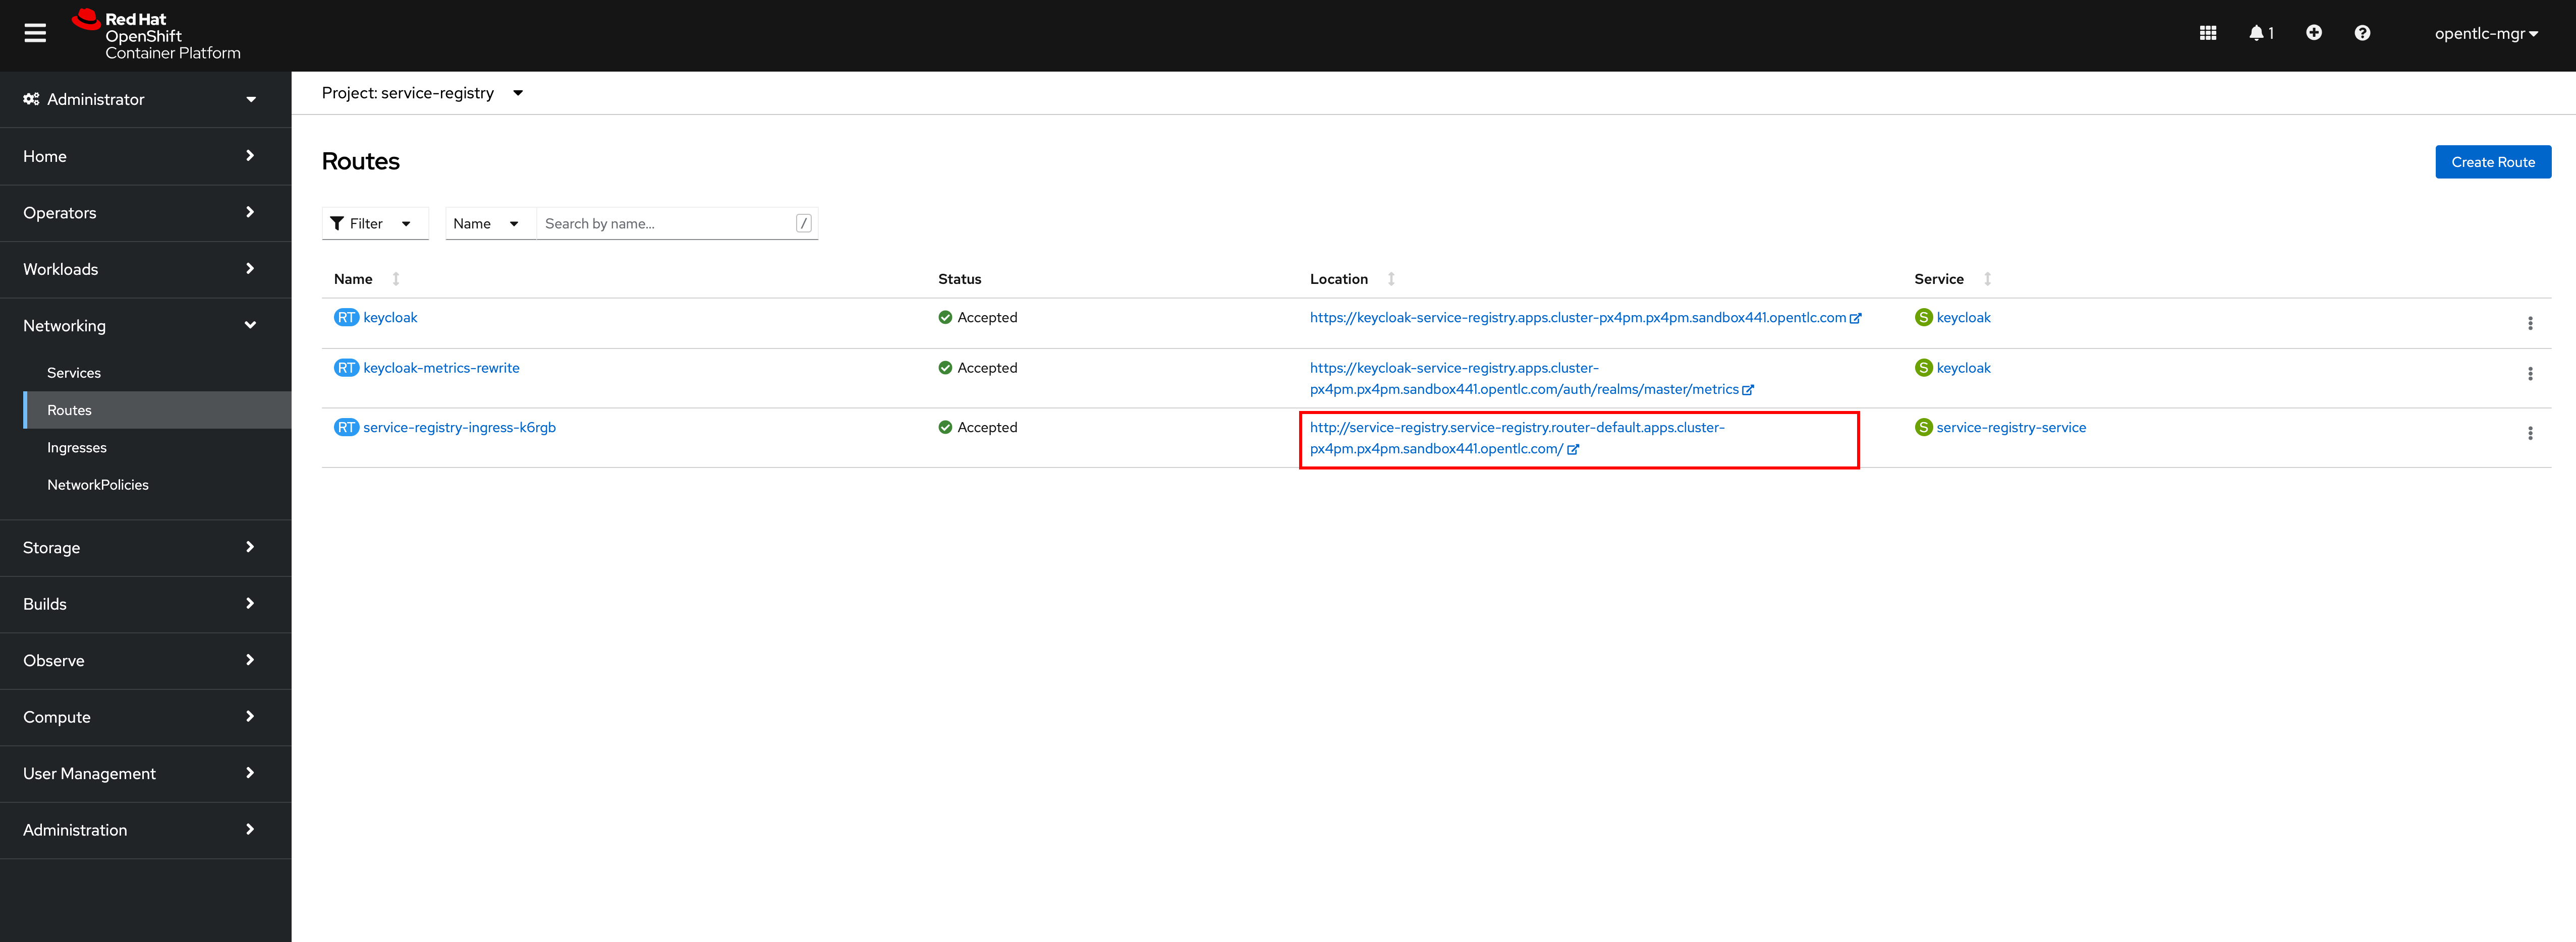 Red Hat
OpenShift
Container Platform
1
opentlc-mgr
Administrator
Home
Operators
Workloads
Networking
Services
Routes
Ingresses
NetworkPolicies
Storage
Builds
Observe
Compute
User Management
Administration
Project: service-registry
Routes
Create Route
Filter
Name
Search by name...
/
Name Status Location Service
RT keycloak Accepted https://keycloak-service-registry.apps.cluster-px4pm.px4pm.sandbox441.opentlc.com S keycloak
RT keycloak-metrics-rewrite Accepted https://keycloak-service-registry.apps.cluster- S keycloak
px4pm.px4pm.sandbox441.opentlc.com/auth/realms/master/metrics
RT service-registry-ingress-k6rgb Accepted http://service-registry.service-registry.router-default.apps.cluster- S service-registry-service
px4pm.px4pm.sandbox441.opentlc.com/